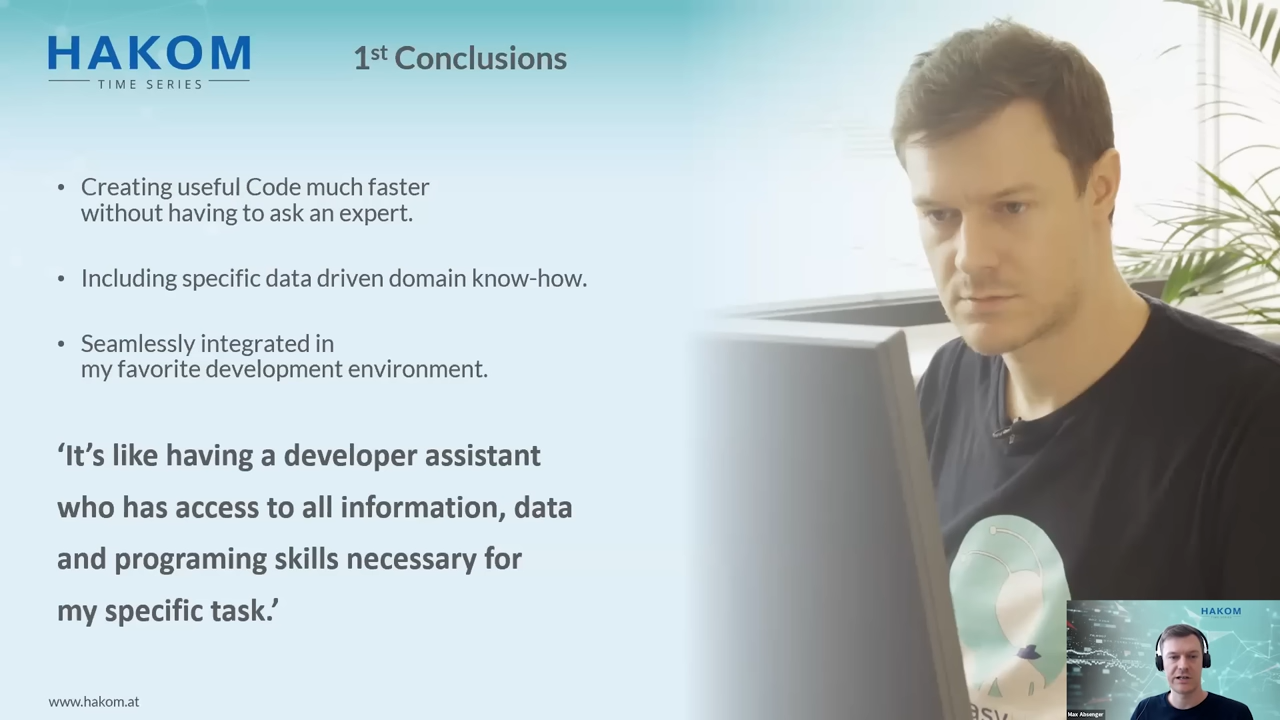 HAKOM
TIME SERIES
1st Conclusions
• Creating useful Code much faster
without having to ask an expert.
• Including specific data driven domain know-how.
• Seamlessly integrated in
my favorite development environment.
‘It’s like having a developer assistant
who has access to all information, data
and programing skills necessary for
my specific task.’
www.hakom.at
HAKOM
Max Absenger